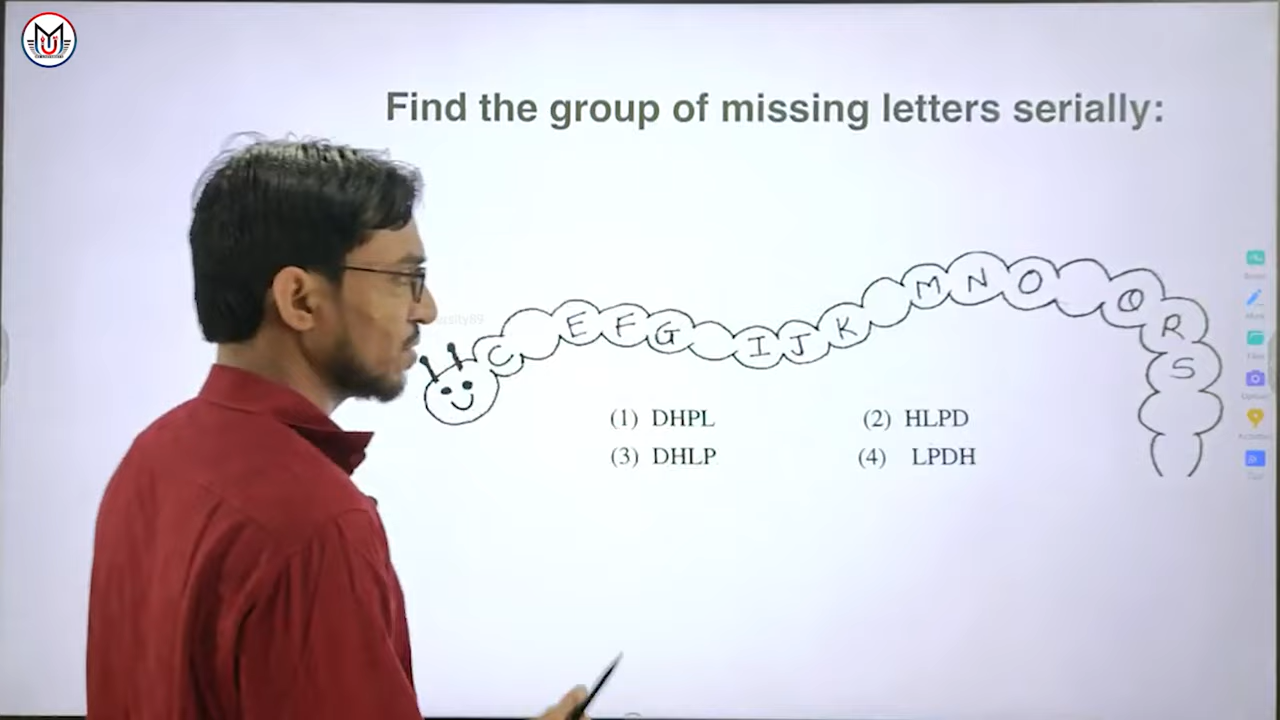 Find the group of missing letters serially:
C E F G I J K M N O Q R S
(1) DHPL (2) HLPD
(3) DHLP (4) LPDH